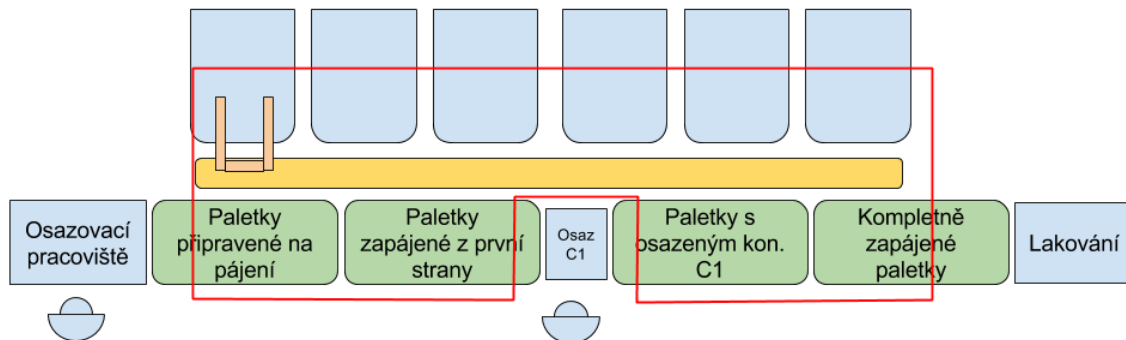 Osazovací
pracoviště
Paletky
připravené na
pájení
Paletky
zapájené z první
strany
Osaz
C1
Paletky s
osazeným kon.
C1
Kompletně
zapájené
paletky
Lakování